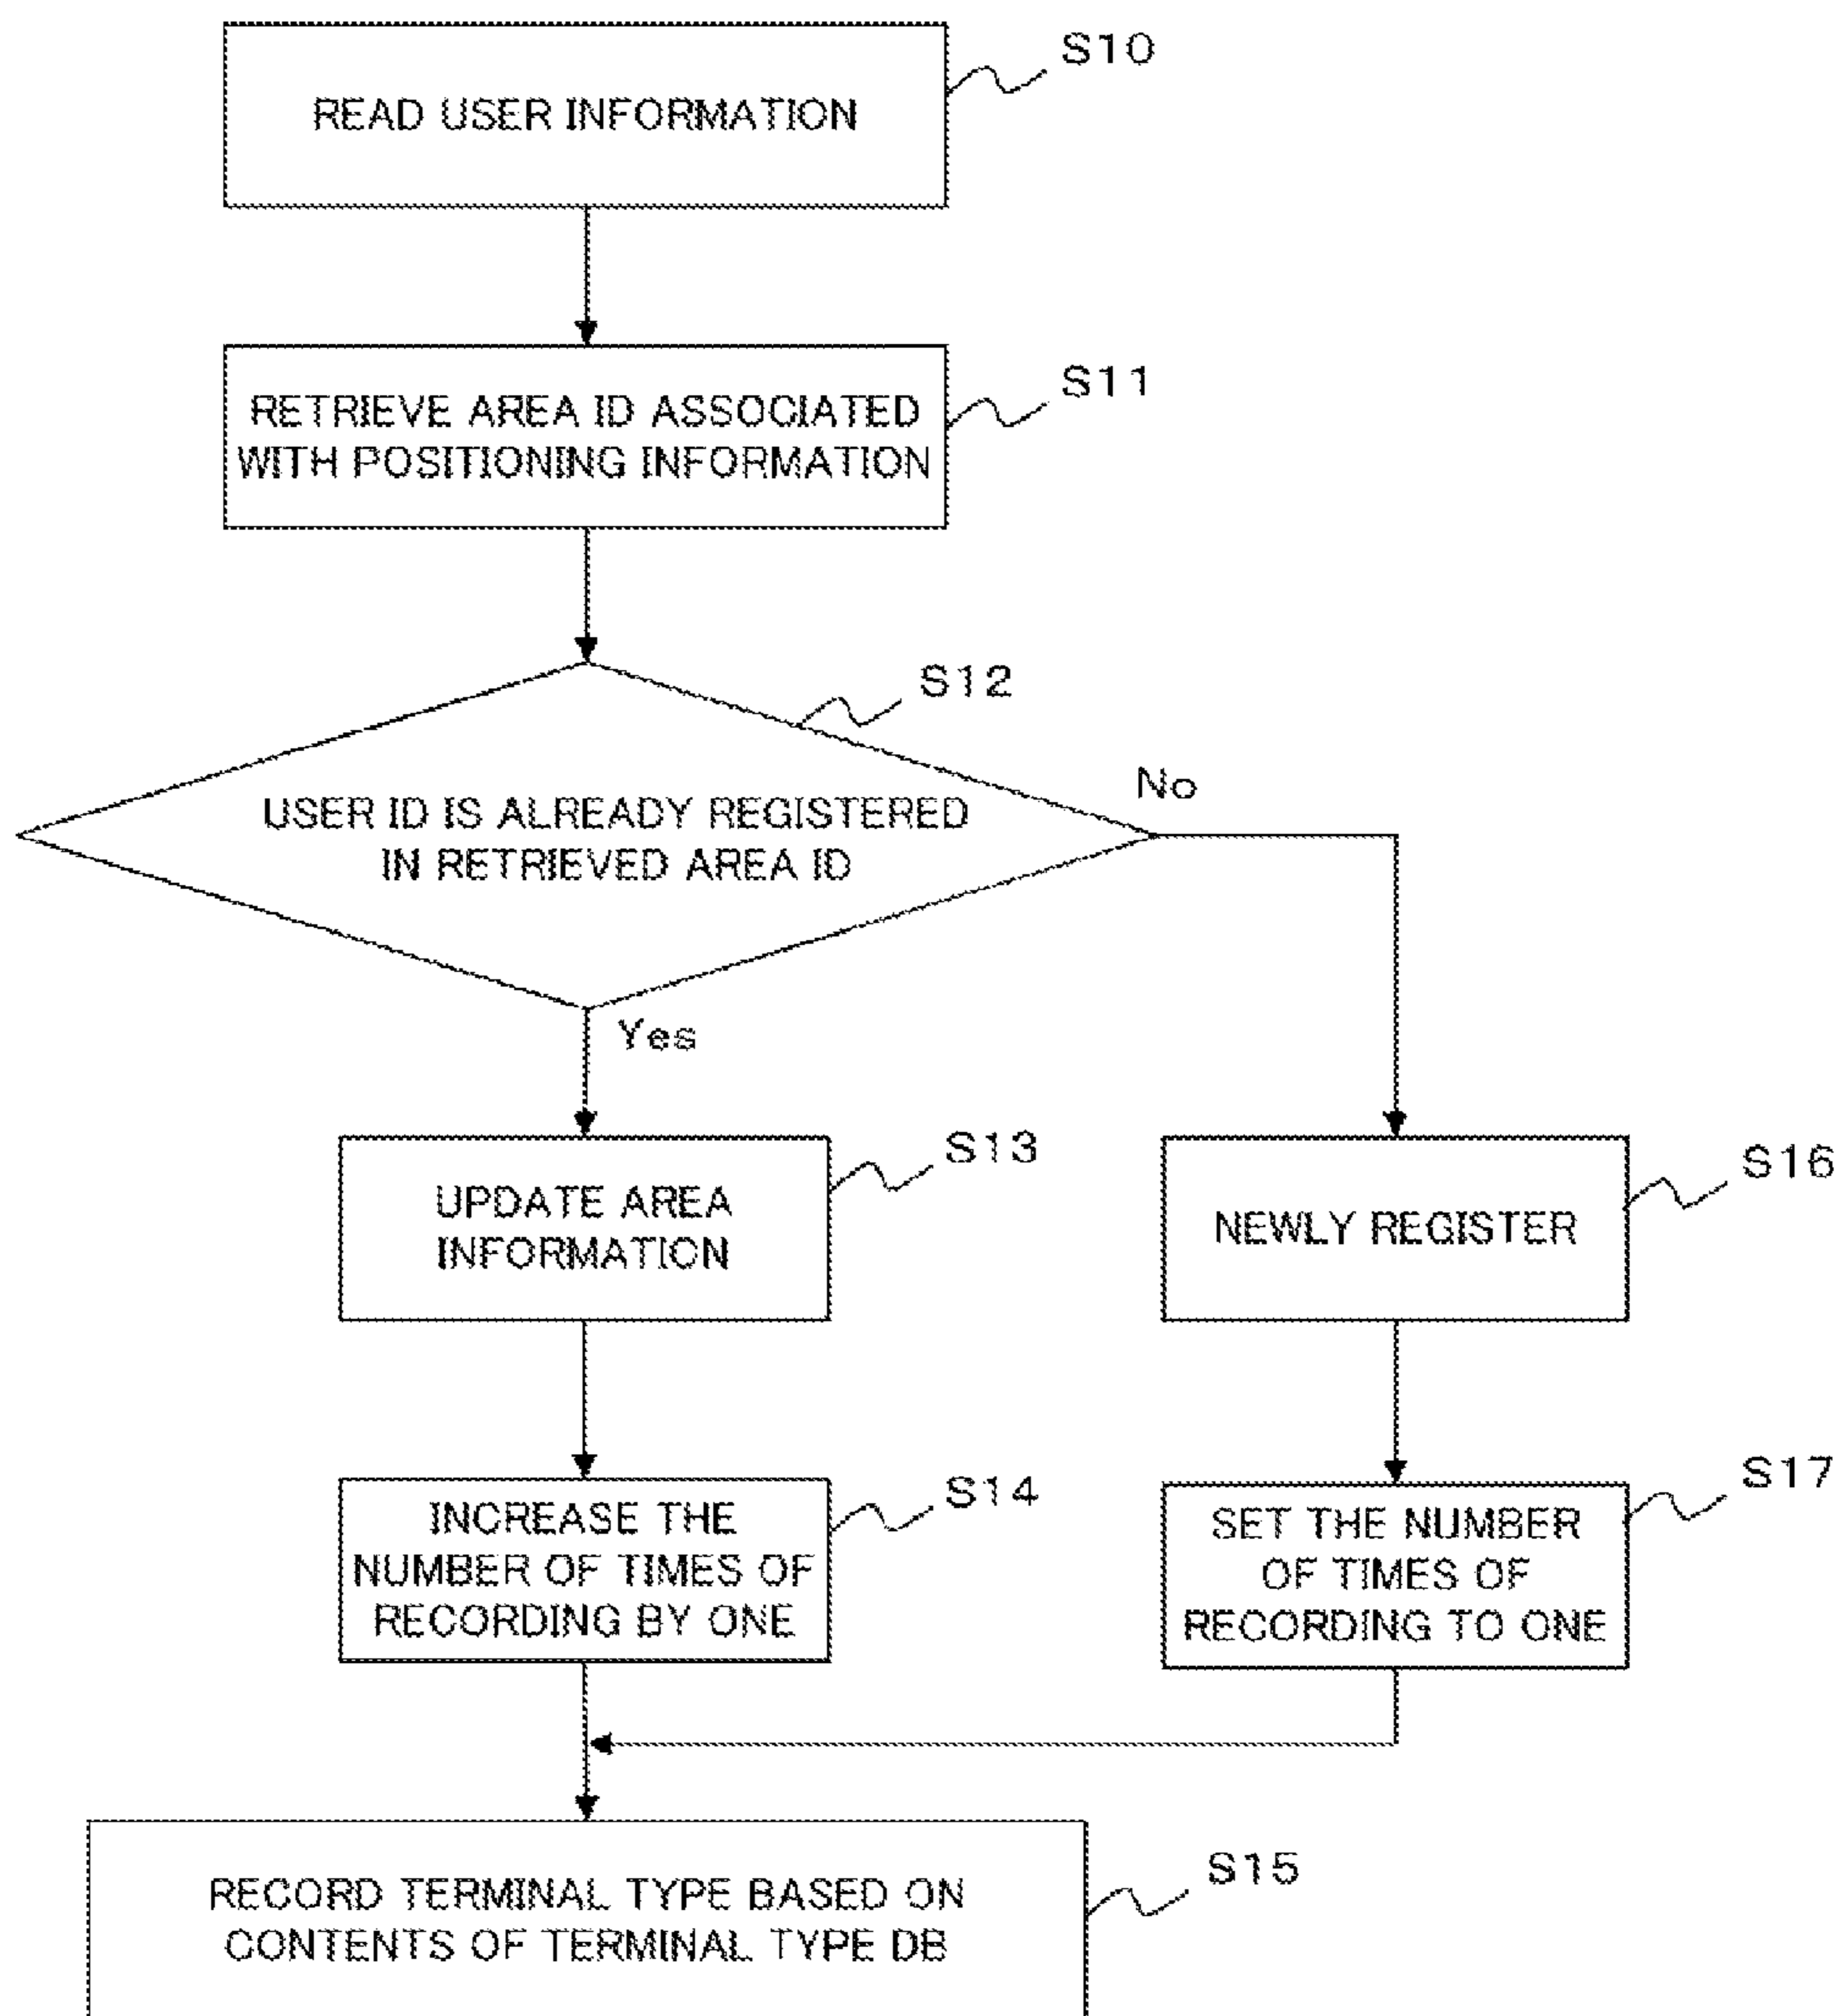 S10
READ USER INFORMATION
S11
RETRIEVE AREA ID ASSOCIATED
WITH POSITIONING INFORMATION
S12
No
USER ID IS ALREADY REGISTERED
IN RETRIEVED AREA ID
Yes
S13
UPDATE AREA
INFORMATION
S16
NEWLY REGISTER
S14
INCREASE THE
NUMBER OF TIMES OF
RECORDING BY ONE
S17
SET THE NUMBER
OF TIMES OF
RECORDING TO ONE
S15
RECORD TERMINAL TYPE BASED ON
CONTENTS OF TERMINAL TYPE DB